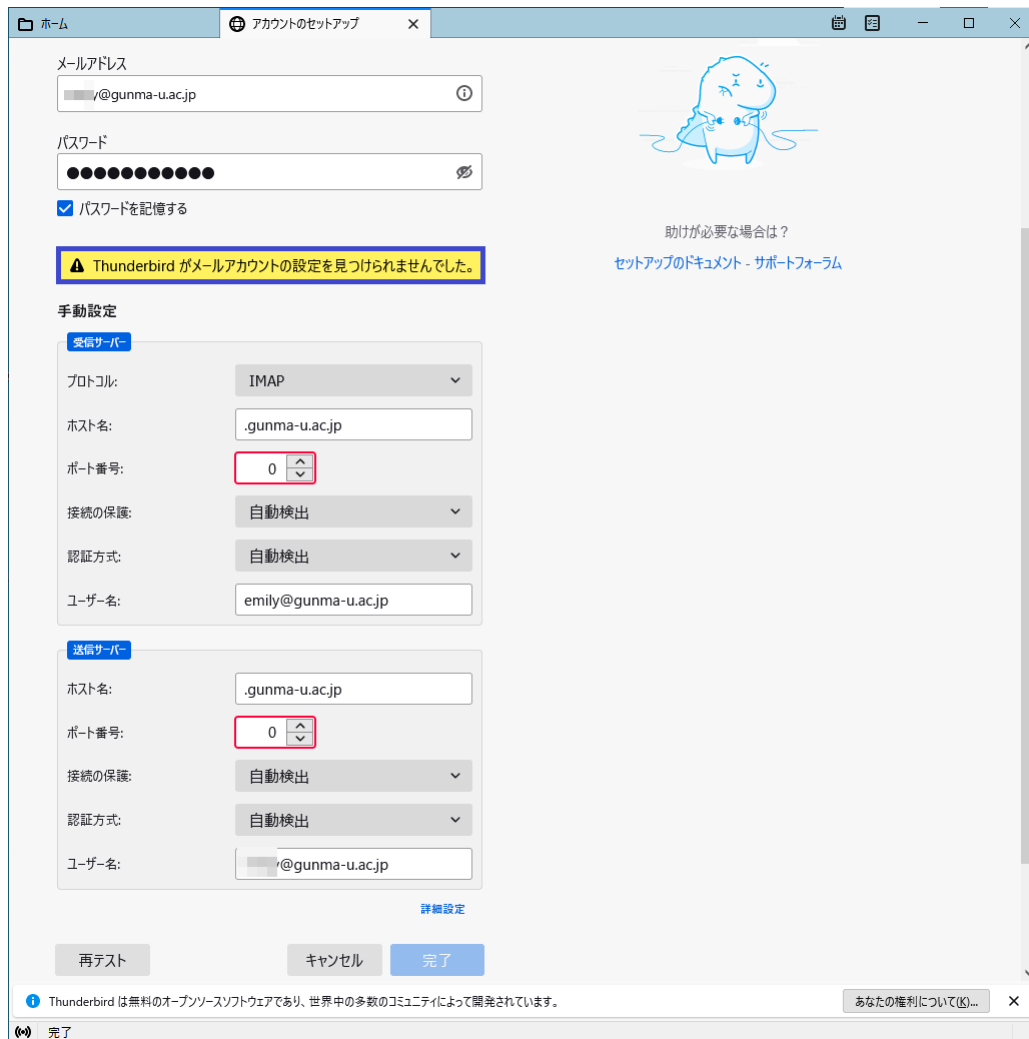 ホーム
アカウントのセットアップ
メールアドレス
y@gunma-u.ac.jp
パスワード
●●●●●●●●●●●
パスワードを記憶する
Thunderbird がメールアカウントの設定を見つけられませんでした。
手動設定
受信サーバー
プロトコル: IMAP
ホスト名: .gunma-u.ac.jp
ポート番号: 0
接続の保護: 自動検出
認証方式: 自動検出
ユーザー名: emily@gunma-u.ac.jp
送信サーバー
ホスト名: .gunma-u.ac.jp
ポート番号: 0
接続の保護: 自動検出
認証方式: 自動検出
ユーザー名: @gunma-u.ac.jp
詳細設定
再テスト キャンセル 完了
助けが必要な場合は？
セットアップのドキュメント - サポートフォーラム
Thunderbird は無料のオープンソースソフトウェアであり、世界中の多数のコミュニティによって開発されています。
あなたの権利について(K)...
完了